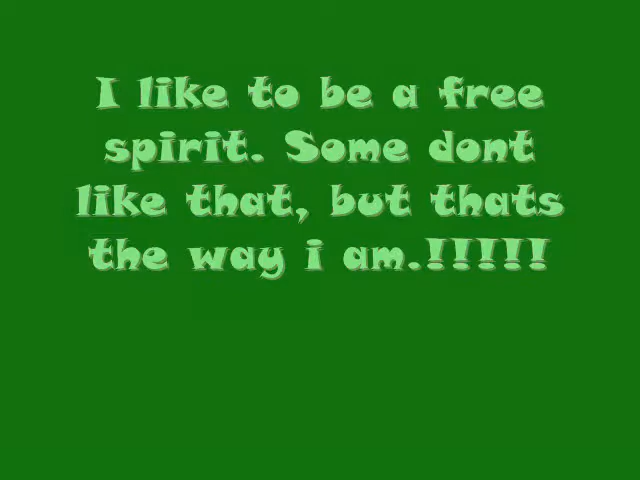 I like to be a free
spirit. Some dont
like that, but thats
the way i am.!!!!!